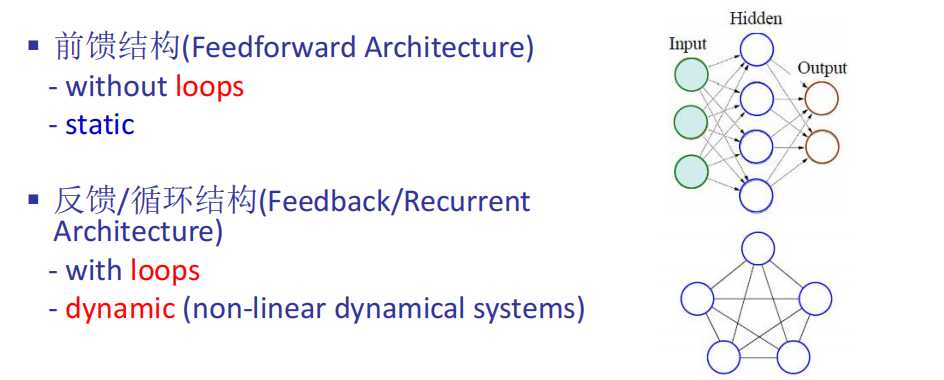 ▪ 前馈结构(Feedforward Architecture)
- without loops
- static
▪ 反馈/循环结构(Feedback/Recurrent
Architecture)
- with loops
- dynamic (non-linear dynamical systems)
Hidden
Input
Output